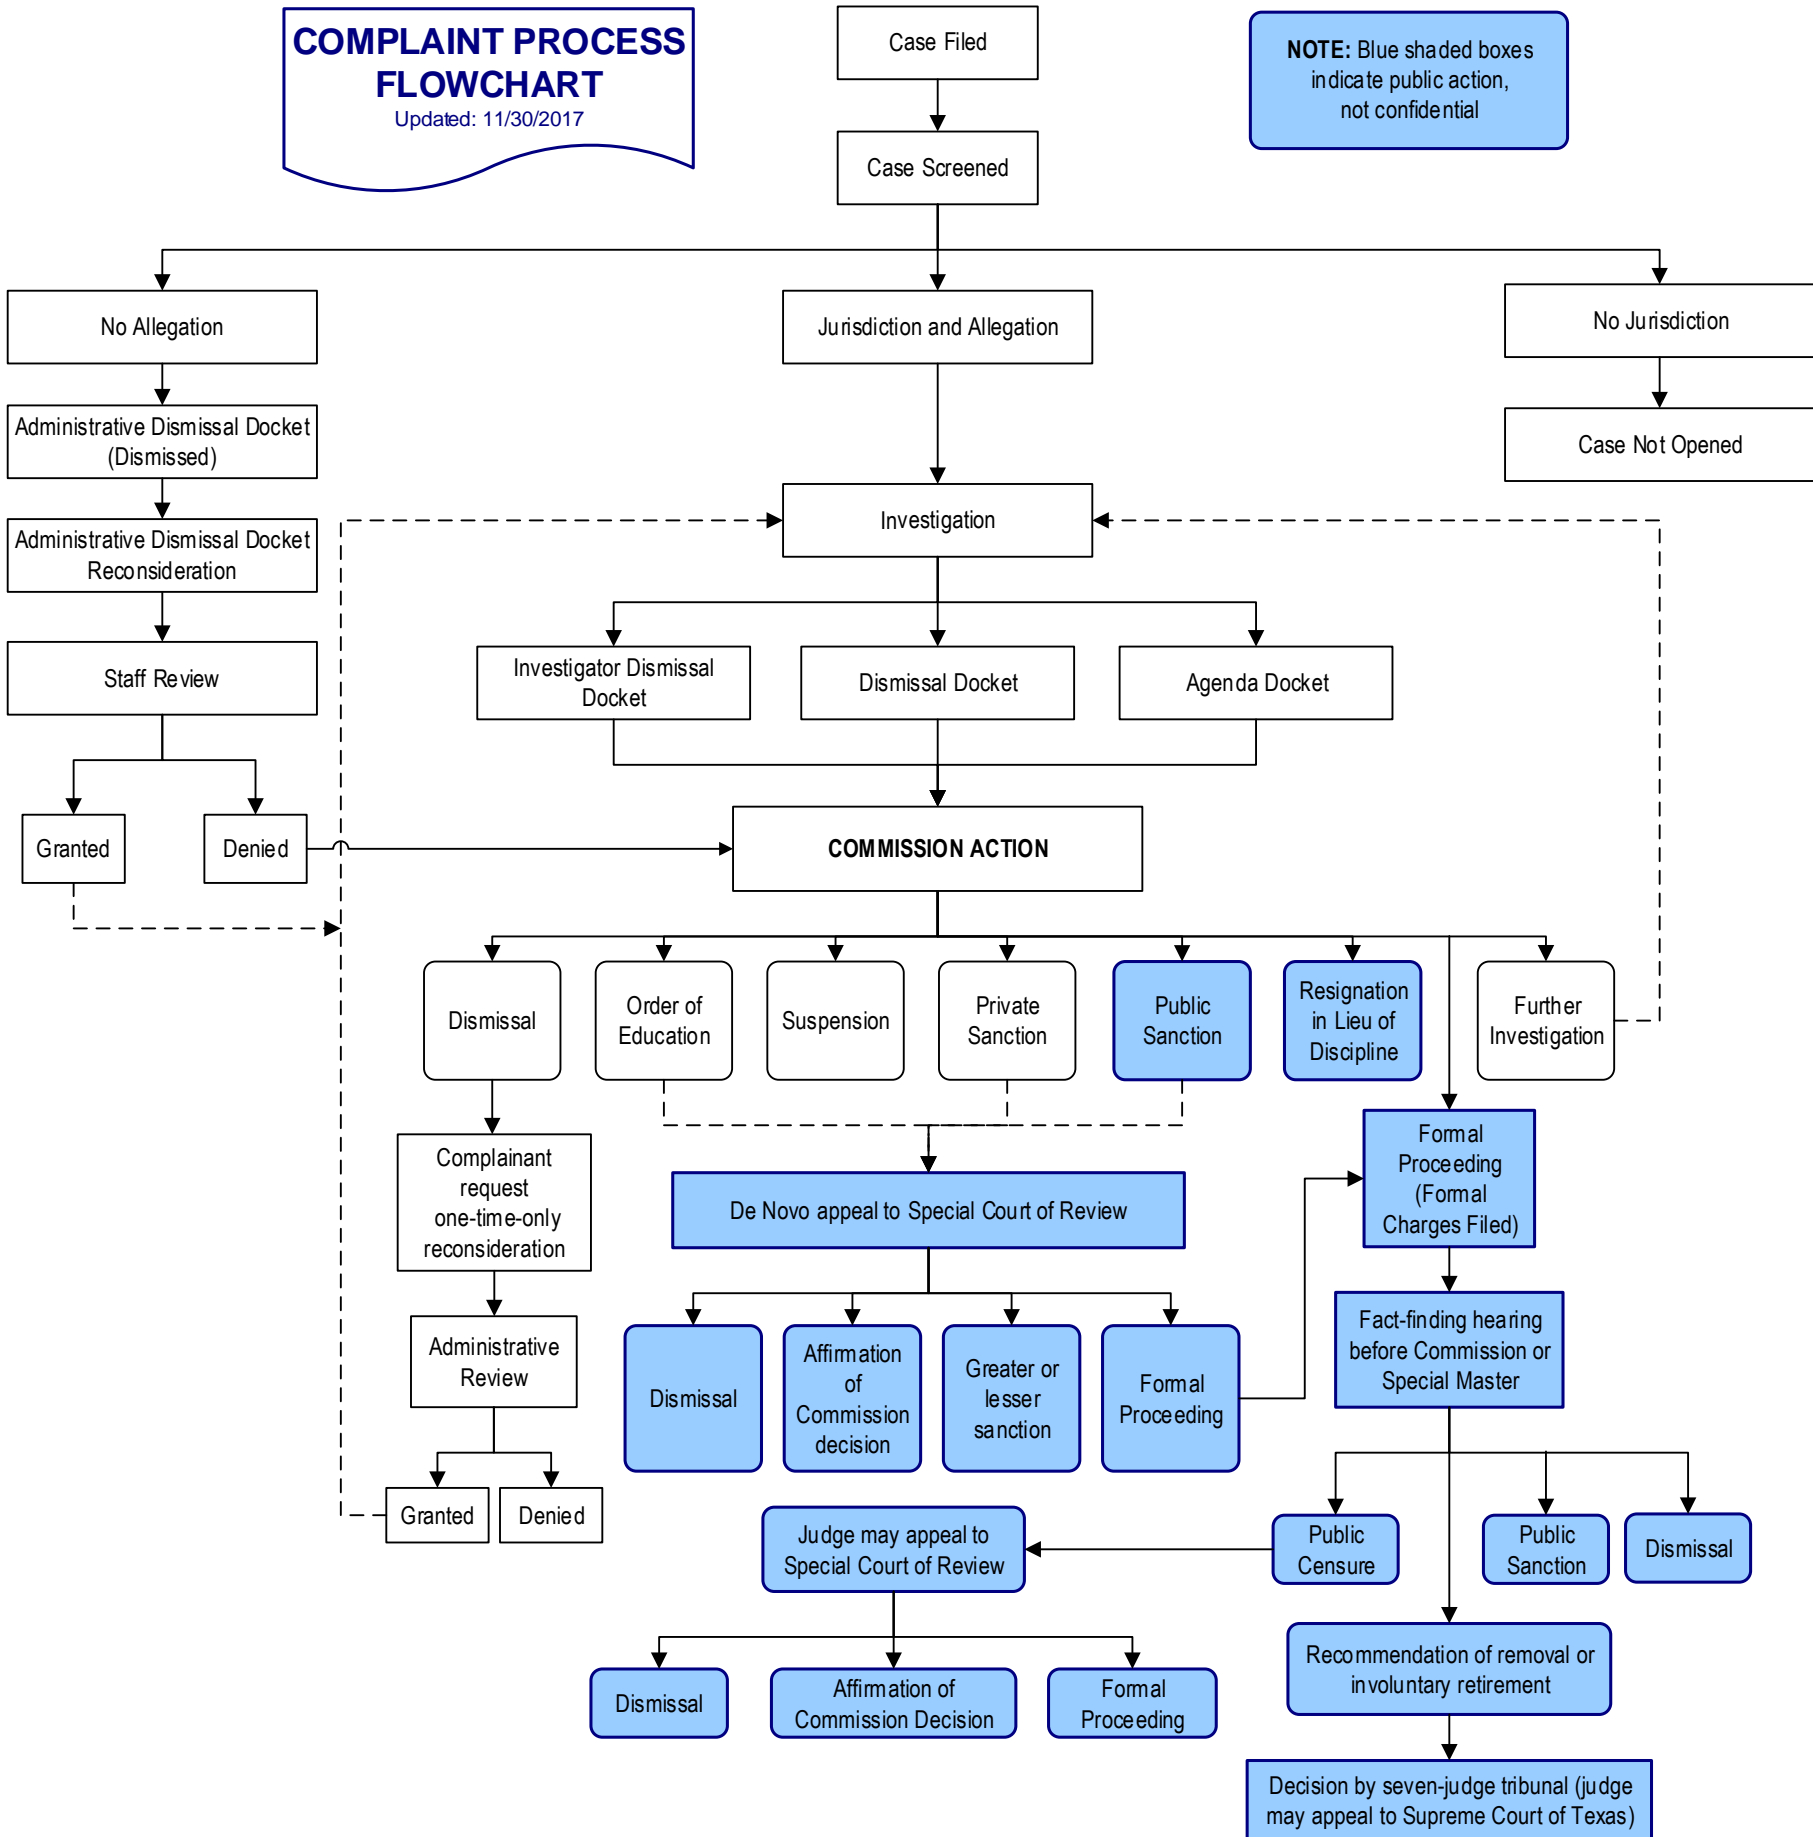 COMPLAINT PROCESS
FLOWCHART
Updated: 11/30/2017
Case Filed
NOTE: Blue shaded boxes
indicate public action,
not confidential
Case Screened
No Allegation
Jurisdiction and Allegation
No Jurisdiction
Administrative Dismissal Docket
(Dismissed)
Case Not Opened
Administrative Dismissal Docket
Reconsideration
Investigation
Staff Review
Investigator Dismissal
Docket
Dismissal Docket
Agenda Docket
Granted
Denied
COMMISSION ACTION
Dismissal
Order of
Education
Suspension
Private
Sanction
Public
Sanction
Resignation
in Lieu of
Discipline
Further
Investigation
Complainant
request
one-time-only
reconsideration
De Novo appeal to Special Court of Review
Formal
Proceeding
(Formal
Charges Filed)
Administrative
Review
Dismissal
Affirmation
of
Commission
decision
Greater or
lesser
sanction
Formal
Proceeding
Fact-finding hearing
before Commission or
Special Master
Granted
Denied
Judge may appeal to
Special Court of Review
Public
Censure
Public
Sanction
Dismissal
Dismissal
Affirmation of
Commission Decision
Formal
Proceeding
Recommendation of removal or
involuntary retirement
Decision by seven-judge tribunal (judge
may appeal to Supreme Court of Texas)